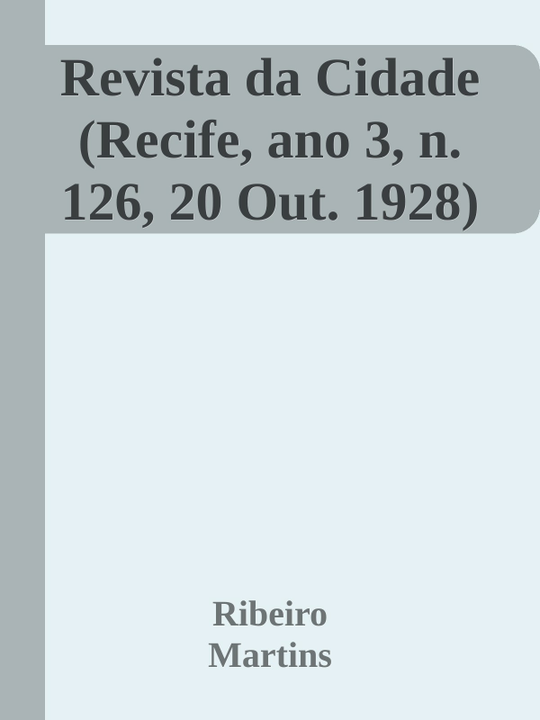 Revista da Cidade
(Recife, ano 3, n.
126, 20 Out. 1928)
Ribeiro
Martins